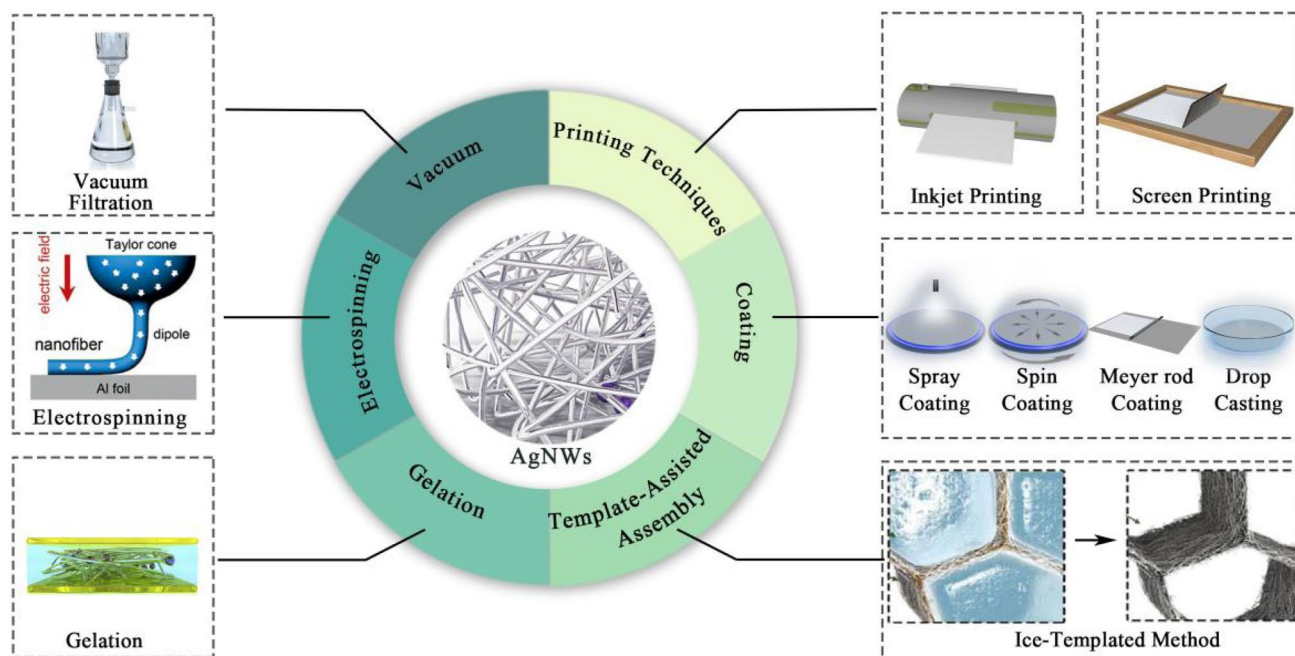 Vacuum
Filtration
electric field
Taylor cone
dipole
nanofiber
Al foil
Electrospinning
Gelation
Vacuum
Printing Techniques
Electrospinning
Coating
Gelation
Template-Assisted
Assembly
AgNWs
Inkjet Printing
Screen Printing
Spray
Coating
Spin
Coating
Meyer rod
Coating
Drop
Casting
Ice-Templated Method